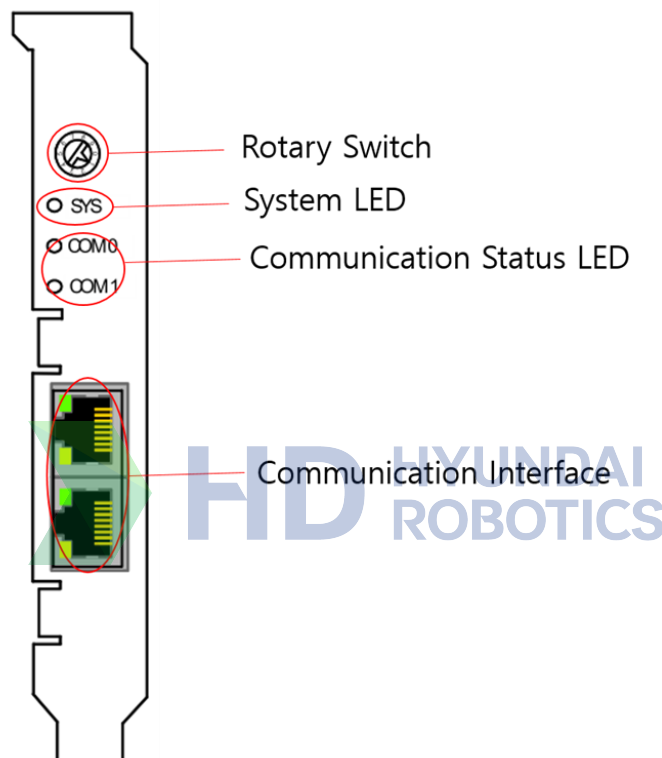 Rotary Switch
SYS
System LED
COM0
Communication Status LED
COM1
Communication Interface
HD HYUNDAI
ROBOTICS